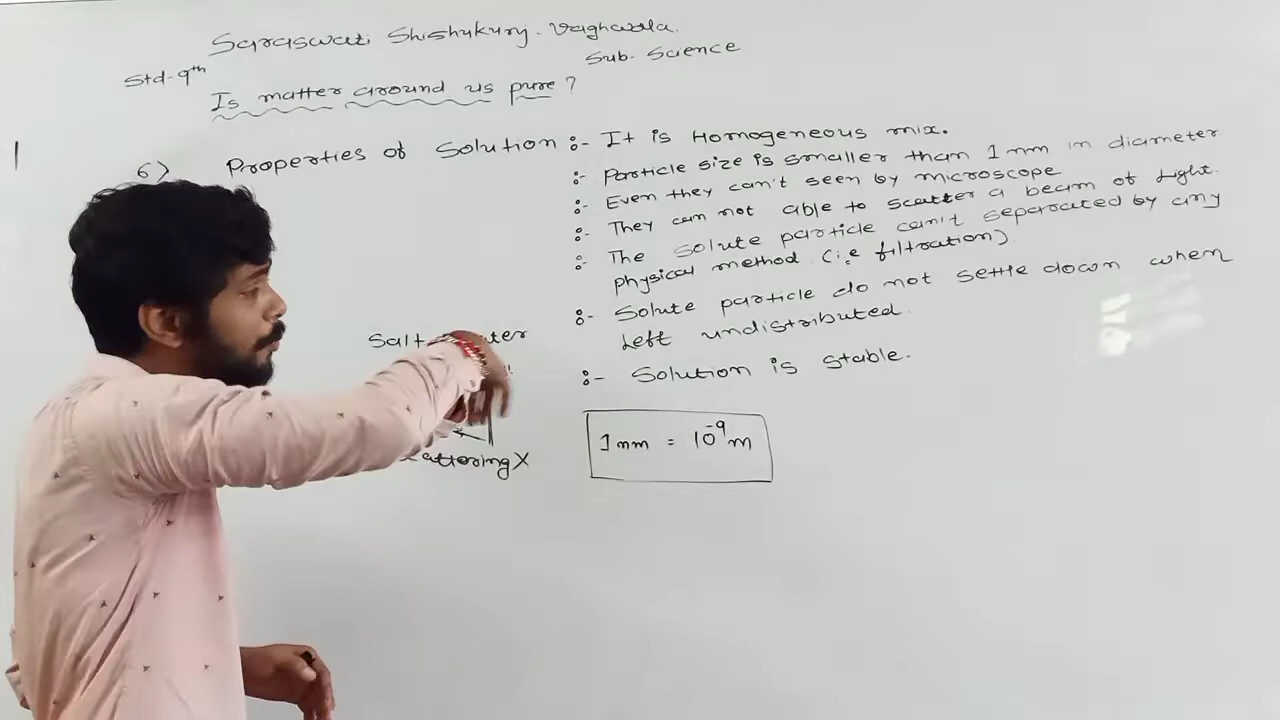 Saraswati Shishukunj. Vaghwala.
Std-9th
Sub. Science
Is matter around us pure?
6) Properties of Solution :- It is Homogeneous mix.
:- Particle size is smaller than 1 nm in diameter
:- Even they can't seen by microscope
:- They can not able to scatter a beam of Light.
:- The solute particle can't separated by any
physical method (i.e filtration).
:- Solute particle do not settle down when
Left undistributed.
:- Solution is stable.
Salt
1 nm = 10⁻⁹ m